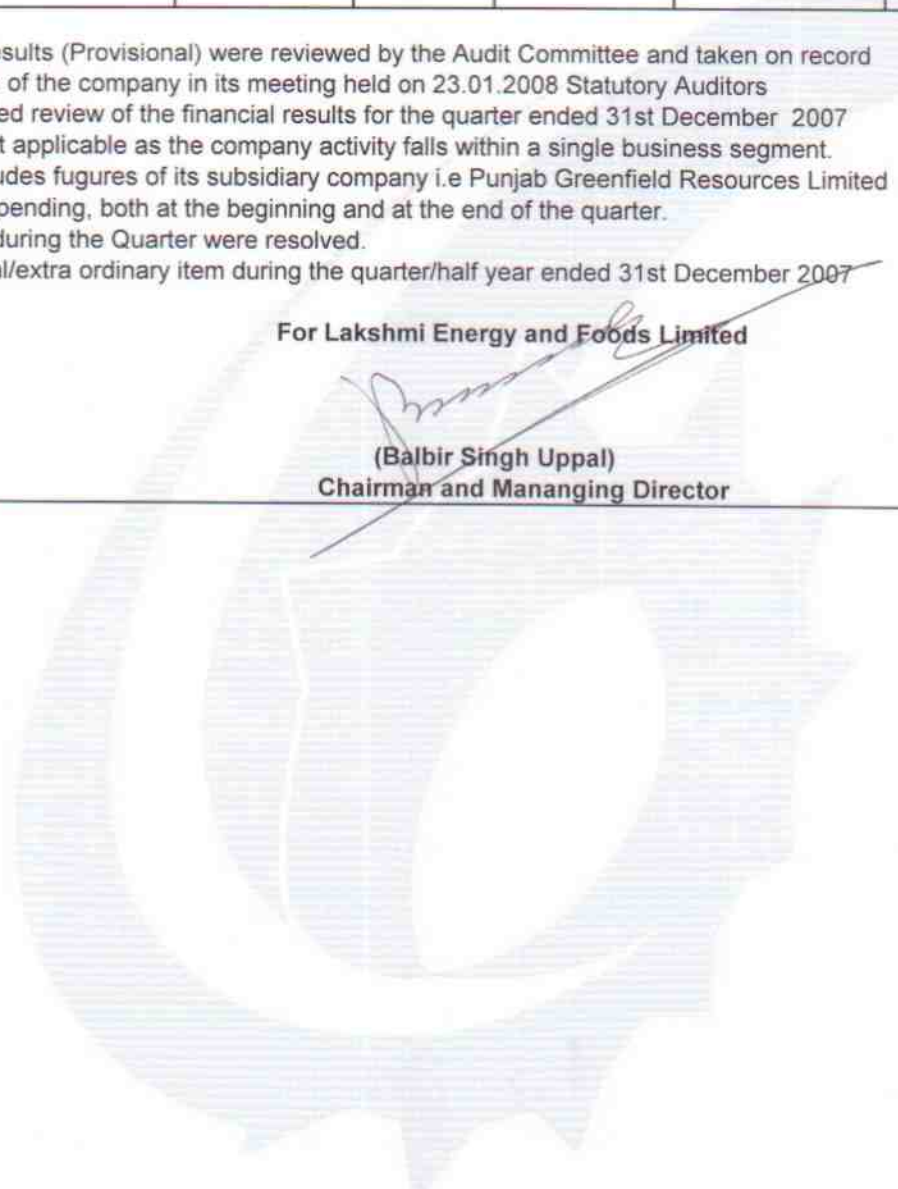 sults (Provisional) were reviewed by the Audit Committee and taken on record
of the company in its meeting held on 23.01.2008 Statutory Auditors
ed review of the financial results for the quarter ended 31st December 2007
t applicable as the company activity falls within a single business segment.
udes fugures of its subsidiary company i.e Punjab Greenfield Resources Limited
pending, both at the beginning and at the end of the quarter.
during the Quarter were resolved.
al/extra ordinary item during the quarter/half year ended 31st December 2007
For Lakshmi Energy and Foods Limited
(Balbir Singh Uppal)
Chairman and Mananging Director